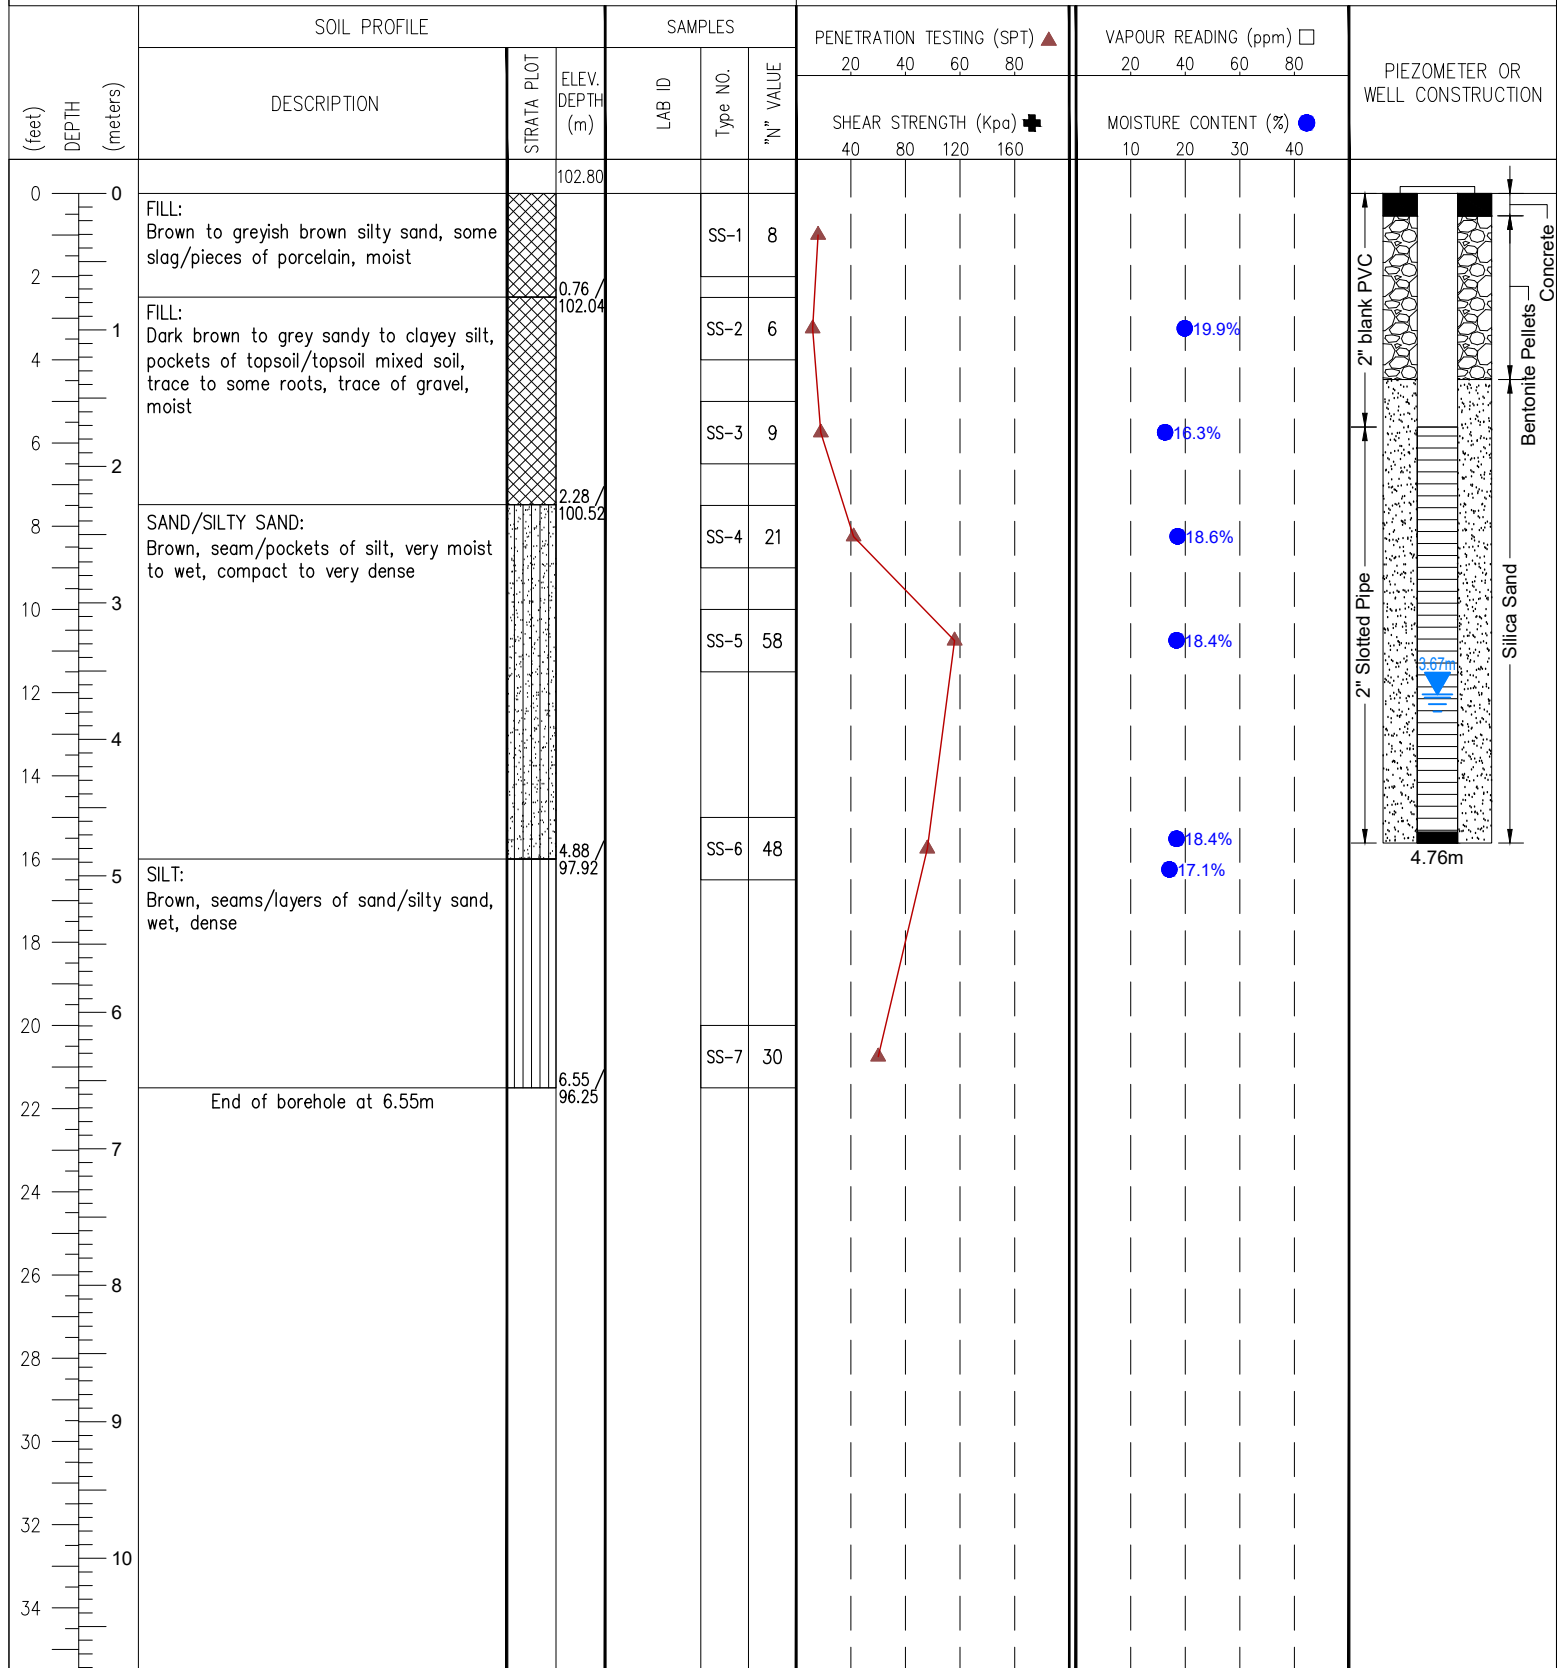 SOIL PROFILE
SAMPLES
PENETRATION TESTING (SPT)
20 40 60 80
SHEAR STRENGTH (Kpa)
40 80 120 160
VAPOUR READING (ppm)
20 40 60 80
MOISTURE CONTENT (%)
10 20 30 40
PIEZOMETER OR
WELL CONSTRUCTION
(feet)
DEPTH
(meters)
DESCRIPTION
STRATA PLOT
ELEV.
DEPTH
(m)
LAB ID
Type NO.
"N" VALUE
102.80
0
2
4
6
8
10
12
14
16
18
20
22
24
26
28
30
32
34
0
1
2
3
4
5
6
7
8
9
10
FILL:
Brown to greyish brown silty sand, some
slag/pieces of porcelain, moist
0.76
102.04
FILL:
Dark brown to grey sandy to clayey silt,
pockets of topsoil/topsoil mixed soil,
trace to some roots, trace of gravel,
moist
2.28
100.52
SAND/SILTY SAND:
Brown, seam/pockets of silt, very moist
to wet, compact to very dense
4.88
97.92
SILT:
Brown, seams/layers of sand/silty sand,
wet, dense
6.55
96.25
End of borehole at 6.55m
SS-1 8
SS-2 6
SS-3 9
SS-4 21
SS-5 58
SS-6 48
SS-7 30
19.9%
16.3%
18.6%
18.4%
18.4%
17.1%
2" blank PVC
2" Slotted Pipe
Concrete
Bentonite Pellets
Silica Sand
3.67m
4.76m